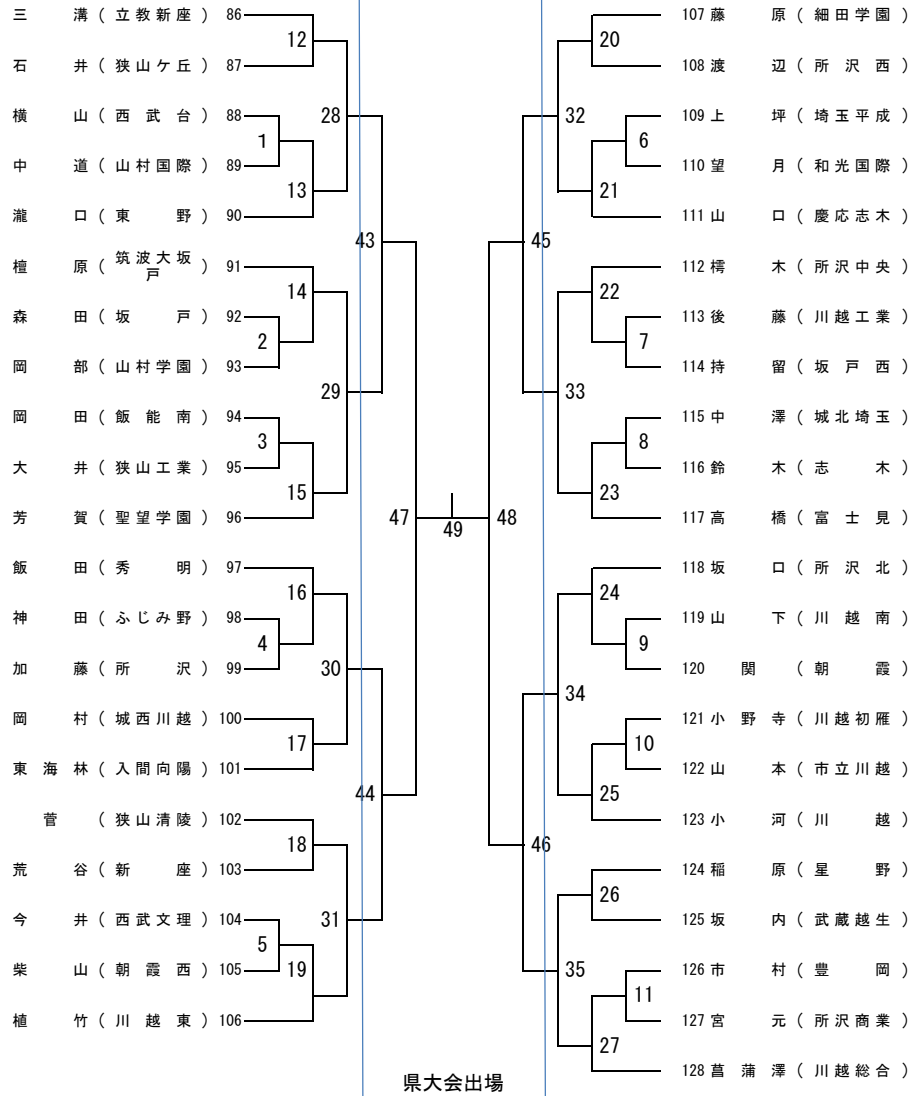 三溝（立教新座） 86
石井（狭山ケ丘） 87
横山（西武台） 88
中道（山村国際） 89
瀧口（東野） 90
檀原（筑波大坂戸） 91
森田（坂戸） 92
岡部（山村学園） 93
岡田（飯能南） 94
大井（狭山工業） 95
芳賀（聖望学園） 96
飯田（秀明） 97
神田（ふじみ野） 98
加藤（所沢） 99
岡村（城西川越） 100
東海林（入間向陽） 101
菅（狭山清陵） 102
荒谷（新座） 103
今井（西武文理） 104
柴山（朝霞西） 105
植竹（川越東） 106
12
1
13
28
14
2
29
3
15
43
16
4
30
17
18
31
5
19
44
47
49
48
45
46
20
32
6
21
22
7
33
8
23
24
9
34
10
25
26
35
11
27
107 藤原（細田学園）
108 渡辺（所沢西）
109 上坪（埼玉平成）
110 望月（和光国際）
111 山口（慶応志木）
112 樗木（所沢中央）
113 後藤（川越工業）
114 持留（坂戸西）
115 中澤（城北埼玉）
116 鈴木（志木）
117 高橋（富士見）
118 坂口（所沢北）
119 山下（川越南）
120 関（朝霞）
121 小野寺（川越初雁）
122 山本（市立川越）
123 小河（川越）
124 稲原（星野）
125 坂内（武蔵越生）
126 市村（豊岡）
127 宮元（所沢商業）
128 菖蒲澤（川越総合）
県大会出場